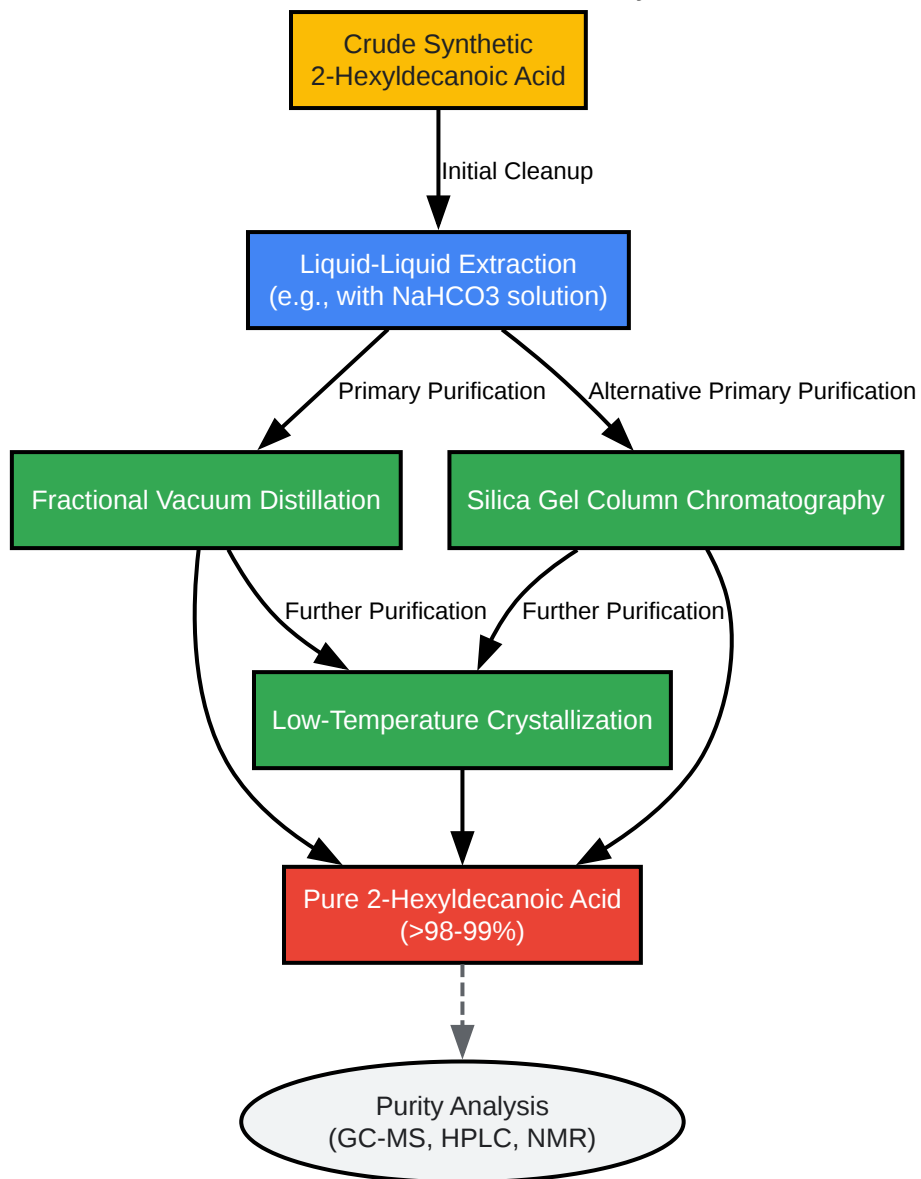 Crude Synthetic
2-Hexyldecanoic Acid
Initial Cleanup
Liquid-Liquid Extraction
(e.g., with NaHCO3 solution)
Primary Purification
Alternative Primary Purification
Fractional Vacuum Distillation
Silica Gel Column Chromatography
Further Purification
Further Purification
Low-Temperature Crystallization
Pure 2-Hexyldecanoic Acid
(>98-99%)
Purity Analysis
(GC-MS, HPLC, NMR)